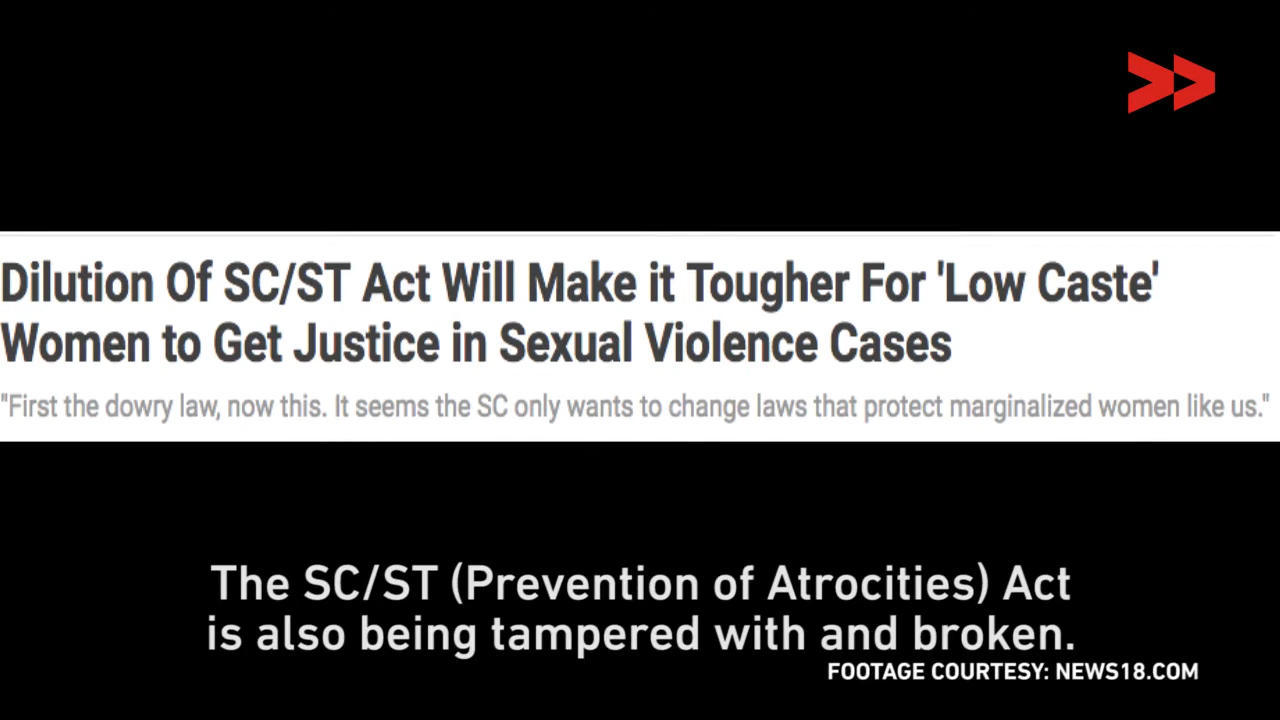 Dilution Of SC/ST Act Will Make it Tougher For 'Low Caste'
Women to Get Justice in Sexual Violence Cases
"First the dowry law, now this. It seems the SC only wants to change laws that protect marginalized women like us."
The SC/ST (Prevention of Atrocities) Act
is also being tampered with and broken.
FOOTAGE COURTESY: NEWS18.COM